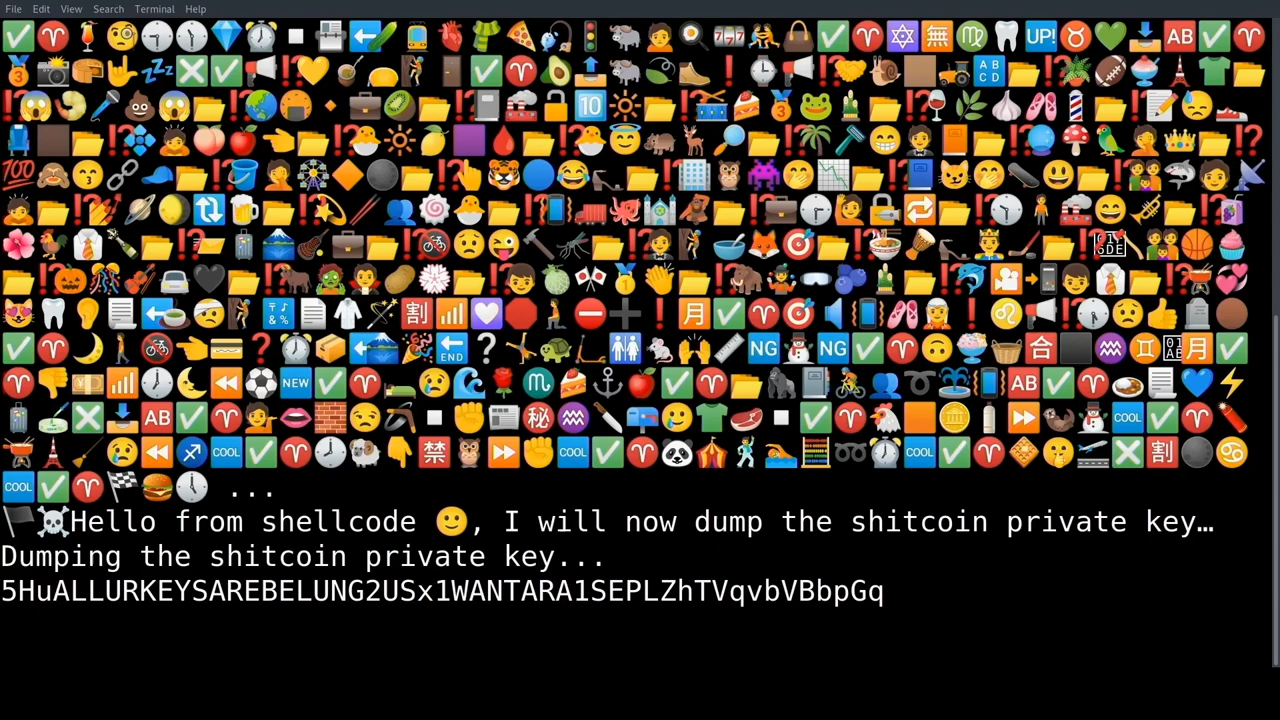 File Edit View Search Terminal Help
...
Hello from shellcode 🙂, I will now dump the shitcoin private key…
Dumping the shitcoin private key...
5HuALLURKEYSAREBELUNG2USx1WANTARA1SEPLZhTVqvbVBbpGq